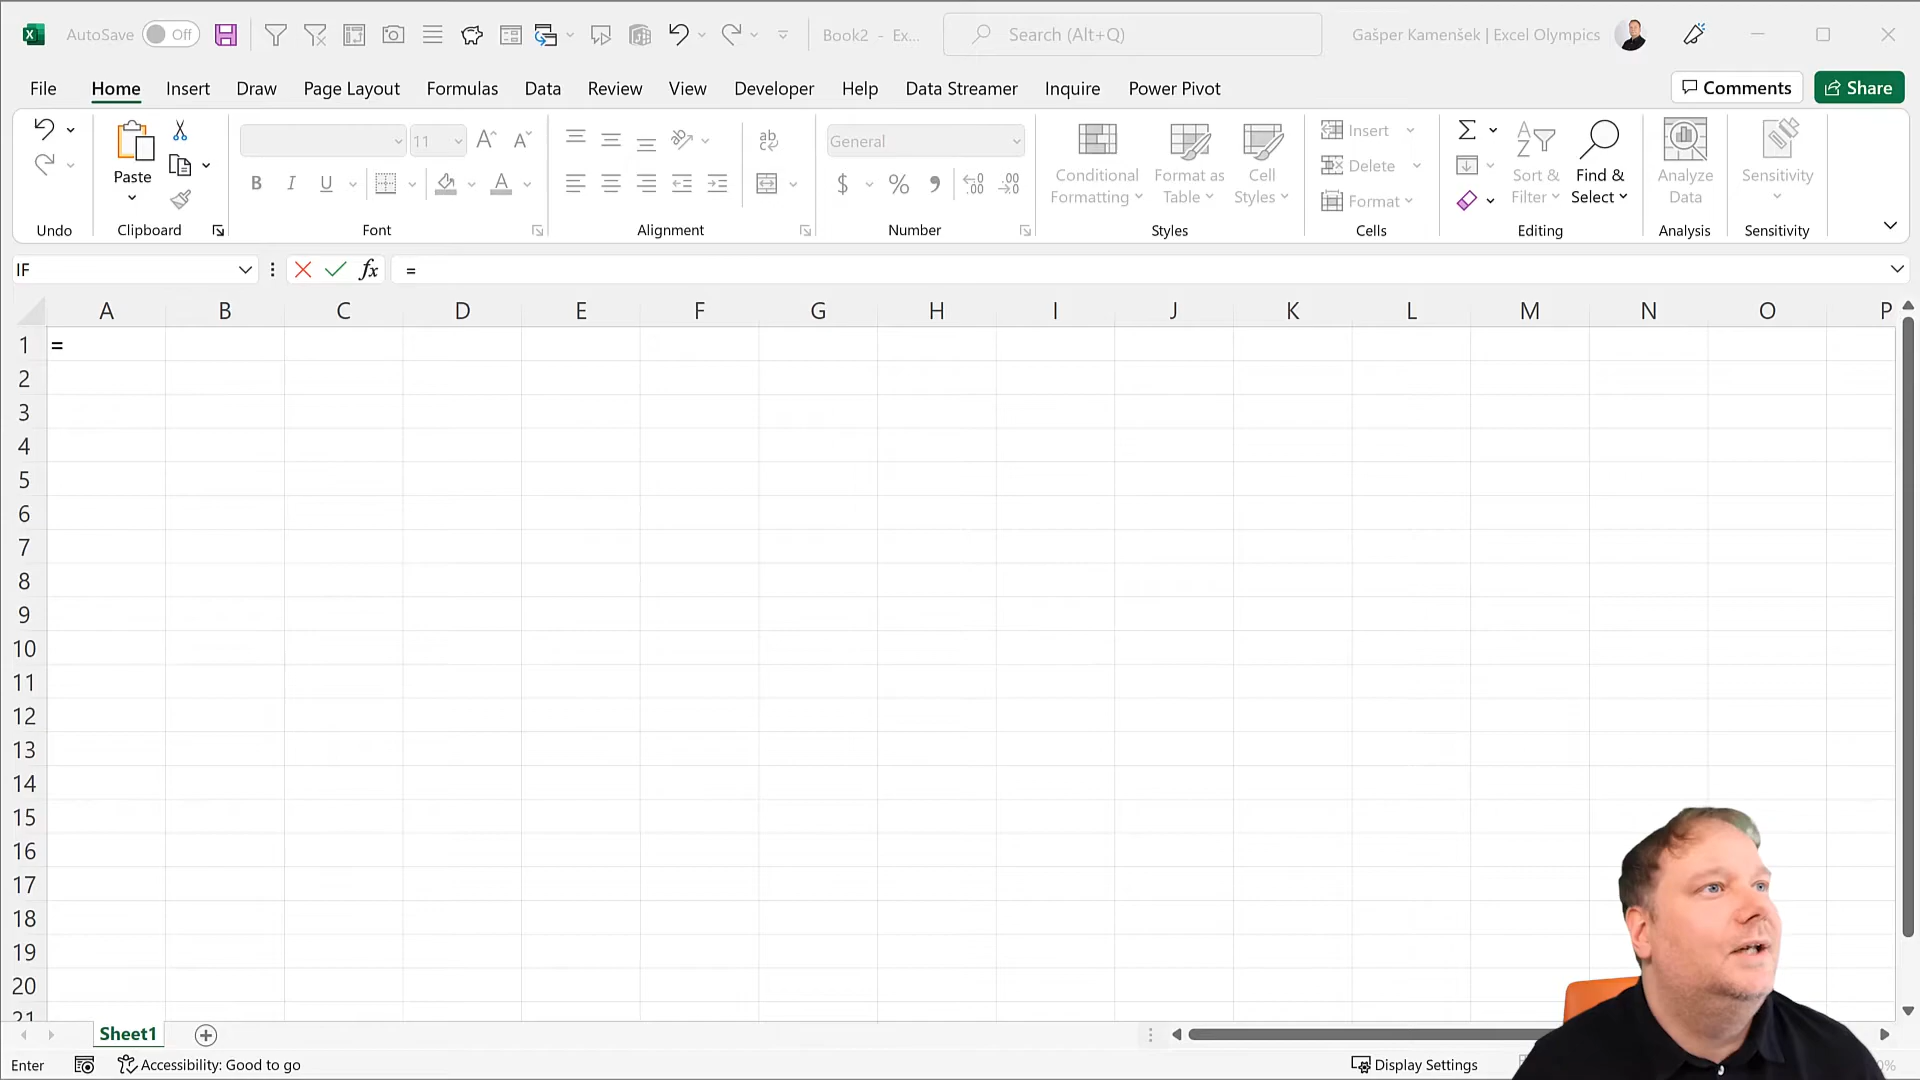 AutoSave Off Book2 - Ex... Search (Alt+Q) Gašper Kamenšek | Excel Olympics
File Home Insert Draw Page Layout Formulas Data Review View Developer Help Data Streamer Inquire Power Pivot Comments Share
11 General Insert
Paste Conditional Format as Cell Delete Sort & Find & Analyze Sensitivity
B I U $ % Formatting Table Styles Format Filter Select Data
Undo Clipboard Font Alignment Number Styles Cells Editing Analysis Sensitivity
IF fx =
A B C D E F G H I J K L M N O P
1 =
2
3
4
5
6
7
8
9
10
11
12
13
14
15
16
17
18
19
20
21
Sheet1
Enter Accessibility: Good to go Display Settings